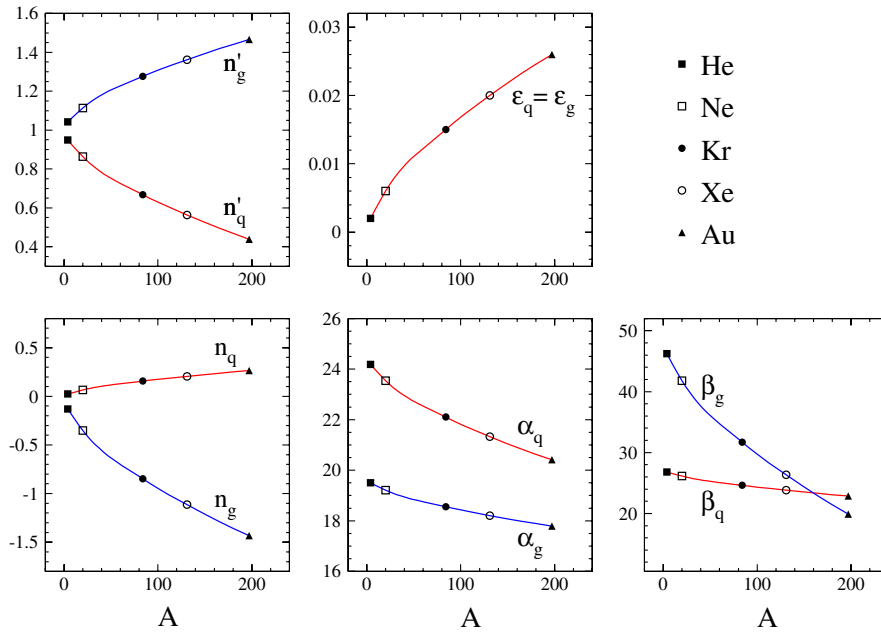 1.6
1.4
1.2
1
0.8
0.6
0.4
n'g
n'q
0 100 200
0.03
0.02
0.01
0
εq = εg
0 100 200
He
Ne
Kr
Xe
Au
0.5
0
-0.5
-1
-1.5
nq
ng
0 100 200
A
26
24
22
20
18
16
αq
αg
0 100 200
A
50
40
30
20
βg
βq
0 100 200
A